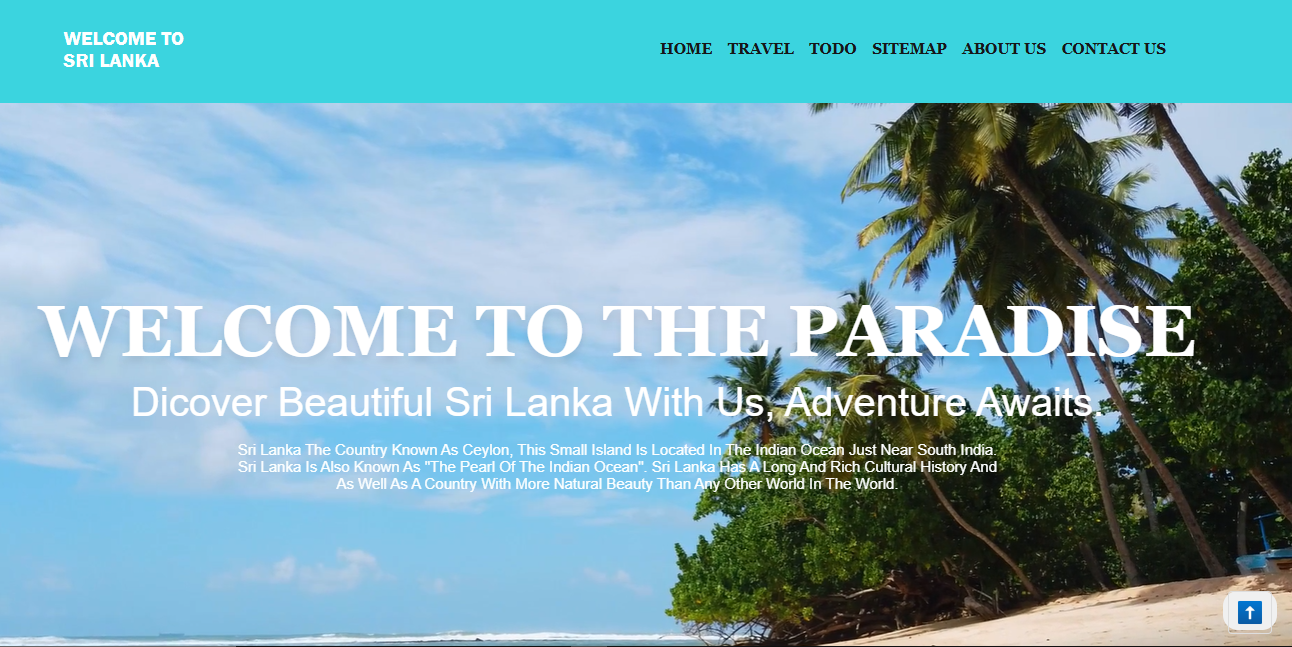 WELCOME TO
SRI LANKA
HOME TRAVEL TODO SITEMAP ABOUT US CONTACT US
WELCOME TO THE PARADISE
Dicover Beautiful Sri Lanka With Us, Adventure Awaits.
Sri Lanka The Country Known As Ceylon, This Small Island Is Located In The Indian Ocean Just Near South India.
Sri Lanka Is Also Known As "The Pearl Of The Indian Ocean". Sri Lanka Has A Long And Rich Cultural History And
As Well As A Country With More Natural Beauty Than Any Other World In The World.